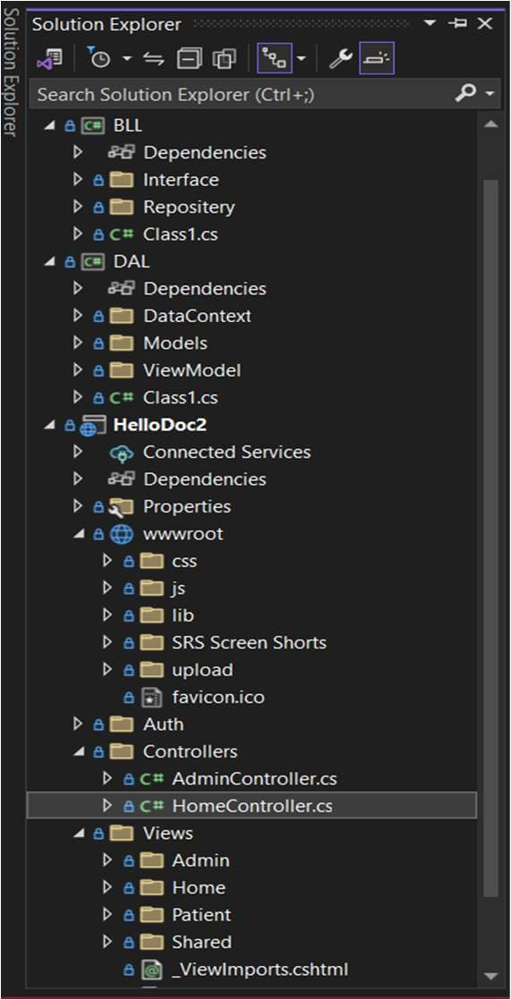 Solution Explorer
Solution Explorer
Search Solution Explorer (Ctrl+;)
C# BLL
Dependencies
Interface
Repositery
C# Class1.cs
C# DAL
Dependencies
DataContext
Models
ViewModel
C# Class1.cs
HelloDoc2
Connected Services
Dependencies
Properties
wwwroot
css
js
lib
SRS Screen Shorts
upload
favicon.ico
Auth
Controllers
C# AdminController.cs
C# HomeController.cs
Views
Admin
Home
Patient
Shared
@ _ViewImports.cshtml